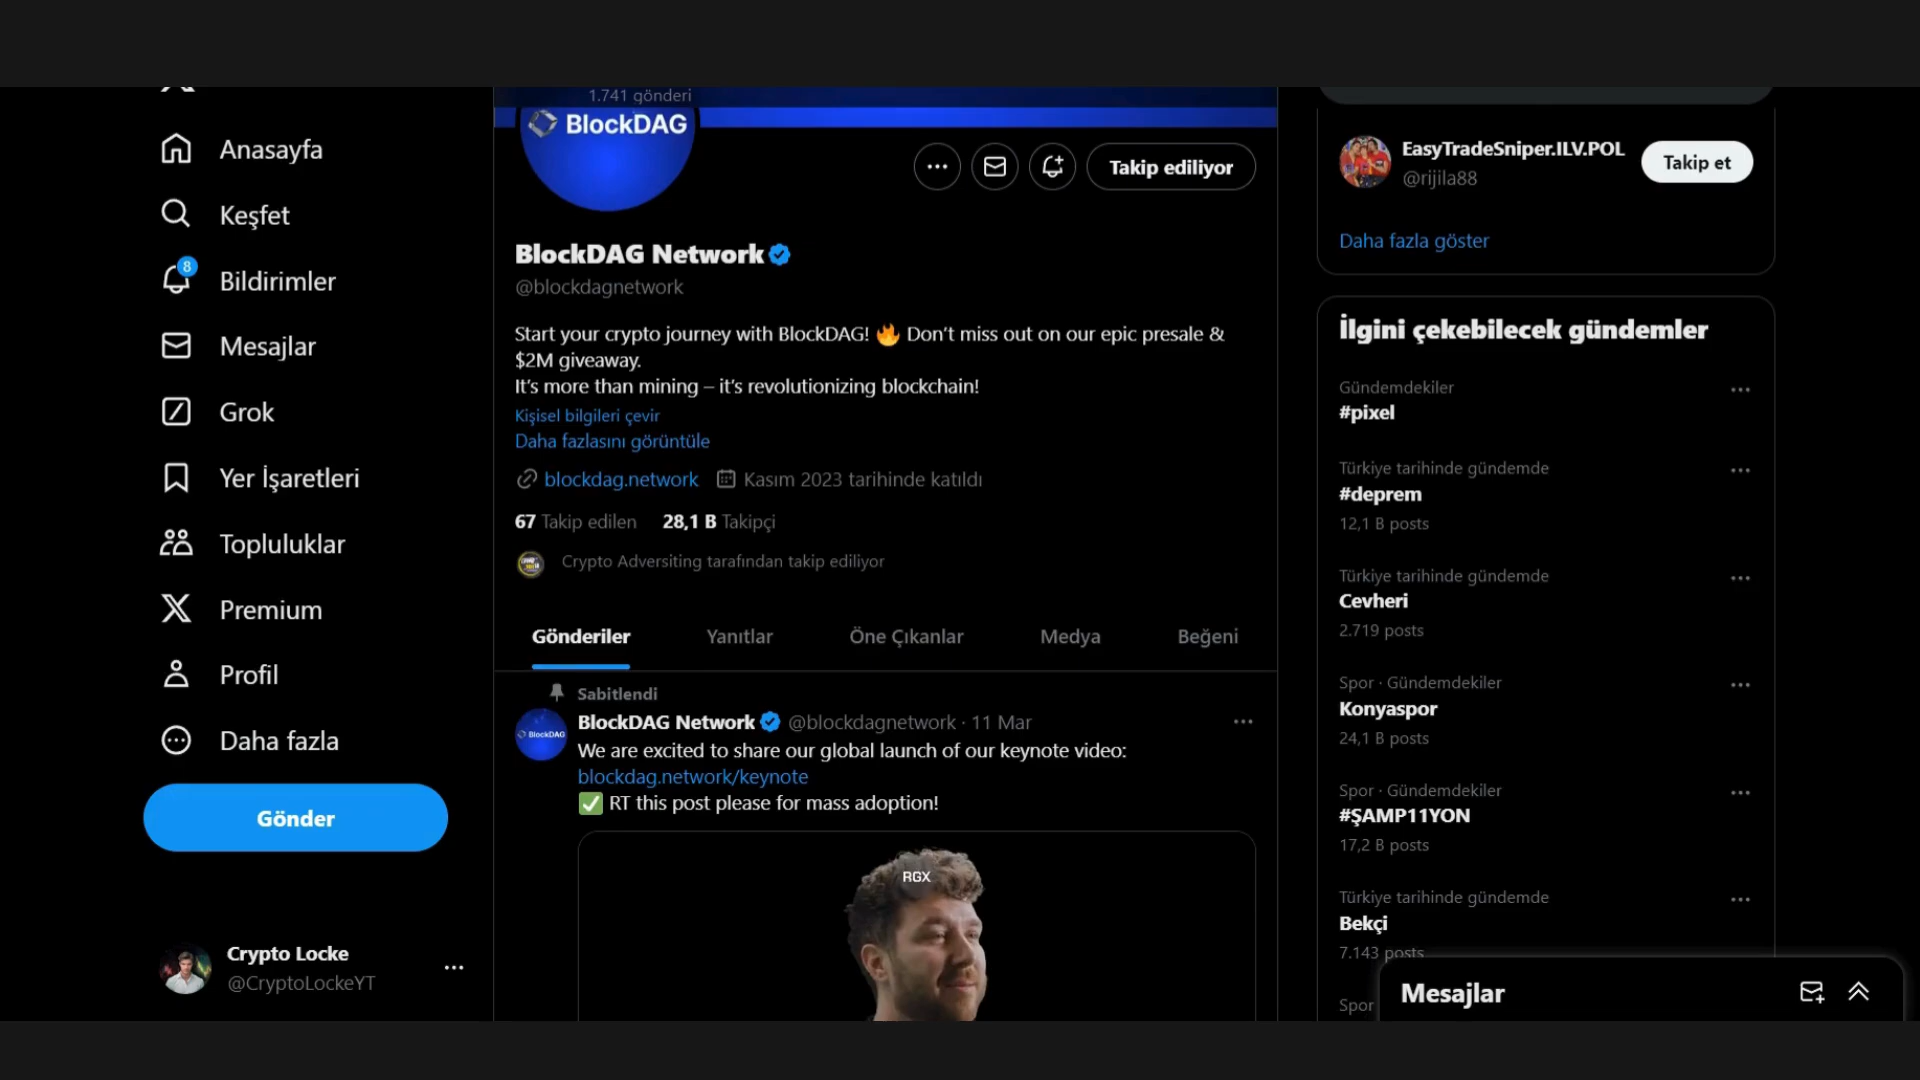 Anasayfa
Keşfet
8
Bildirimler
Mesajlar
Grok
Yer İşaretleri
Topluluklar
Premium
Profil
Daha fazla
Gönder
Crypto Locke
@CryptoLockeYT
1.741 gönderi
BlockDAG
Takip ediliyor
BlockDAG Network
@blockdagnetwork
Start your crypto journey with BlockDAG! 🔥 Don’t miss out on our epic presale &
$2M giveaway.
It’s more than mining – it’s revolutionizing blockchain!
Kişisel bilgileri çevir
Daha fazlasını görüntüle
blockdag.network Kasım 2023 tarihinde katıldı
67 Takip edilen 28,1 B Takipçi
Crypto Adversiting tarafından takip ediliyor
Gönderiler Yanıtlar Öne Çıkanlar Medya Beğeni
Sabitlendi
BlockDAG
BlockDAG Network @blockdagnetwork · 11 Mar
We are excited to share our global launch of our keynote video:
blockdag.network/keynote
✅ RT this post please for mass adoption!
RGX
EasyTradeSniper.ILV.POL
@rijila88
Takip et
Daha fazla göster
İlgini çekebilecek gündemler
Gündemdekiler
#pixel
Türkiye tarihinde gündemde
#deprem
12,1 B posts
Türkiye tarihinde gündemde
Cevheri
2.719 posts
Spor · Gündemdekiler
Konyaspor
24,1 B posts
Spor · Gündemdekiler
#ŞAMP11YON
17,2 B posts
Türkiye tarihinde gündemde
Bekçi
7.143 posts
Spor
Mesajlar